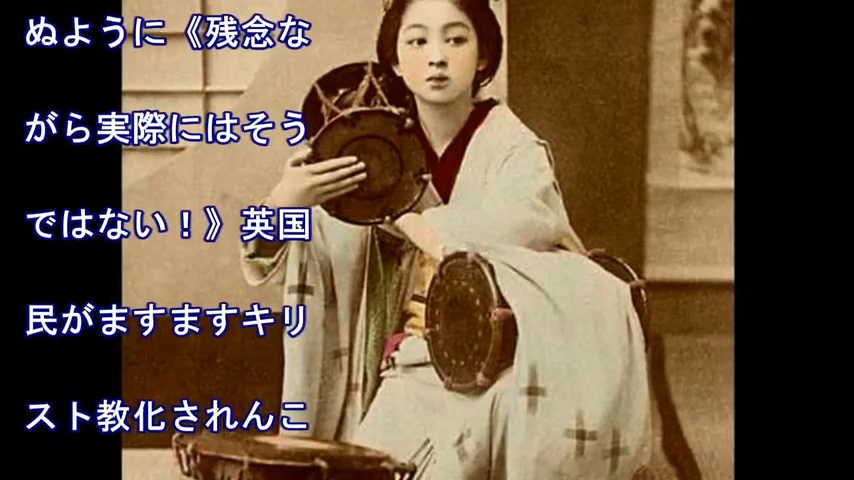 ぬように《残念な
がら実際にはそう
ではない！》英国
民がますますキリ
スト教化されんこ